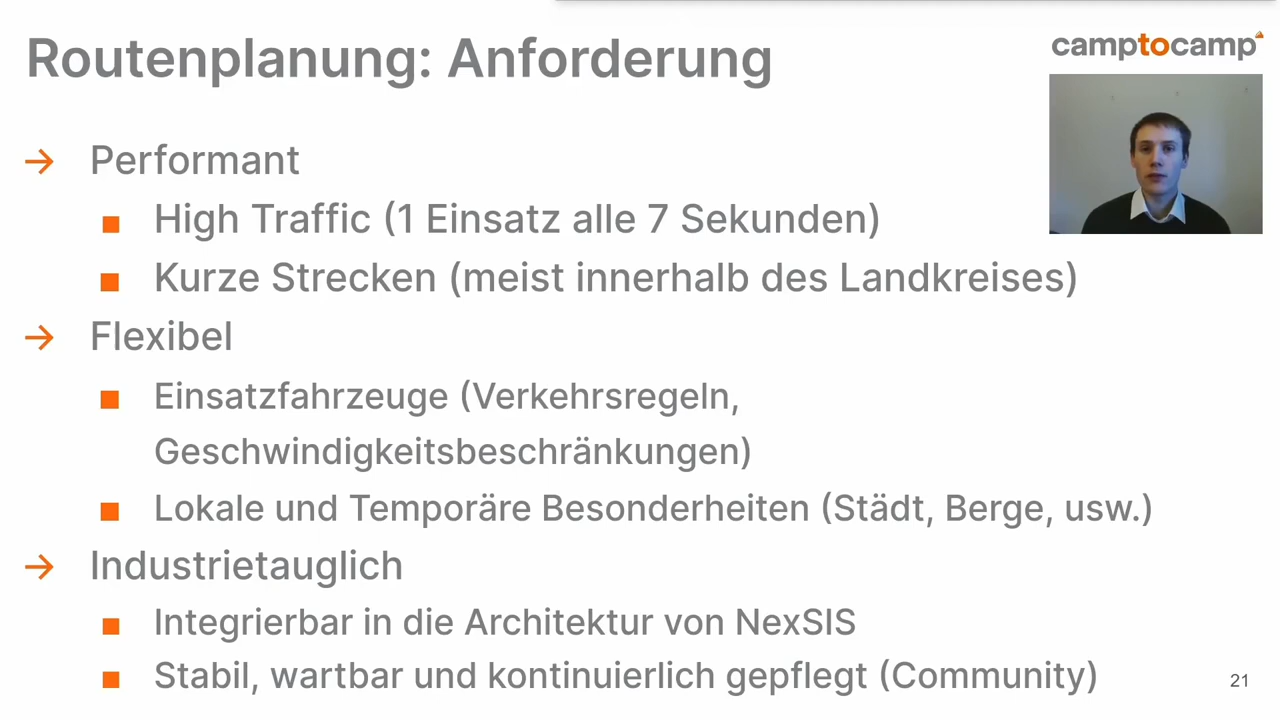 Routenplanung: Anforderung
camptocamp
→ Performant
■ High Traffic (1 Einsatz alle 7 Sekunden)
■ Kurze Strecken (meist innerhalb des Landkreises)
→ Flexibel
■ Einsatzfahrzeuge (Verkehrsregeln,
Geschwindigkeitsbeschränkungen)
■ Lokale und Temporäre Besonderheiten (Städt, Berge, usw.)
→ Industrietauglich
■ Integrierbar in die Architektur von NexSIS
■ Stabil, wartbar und kontinuierlich gepflegt (Community)
21